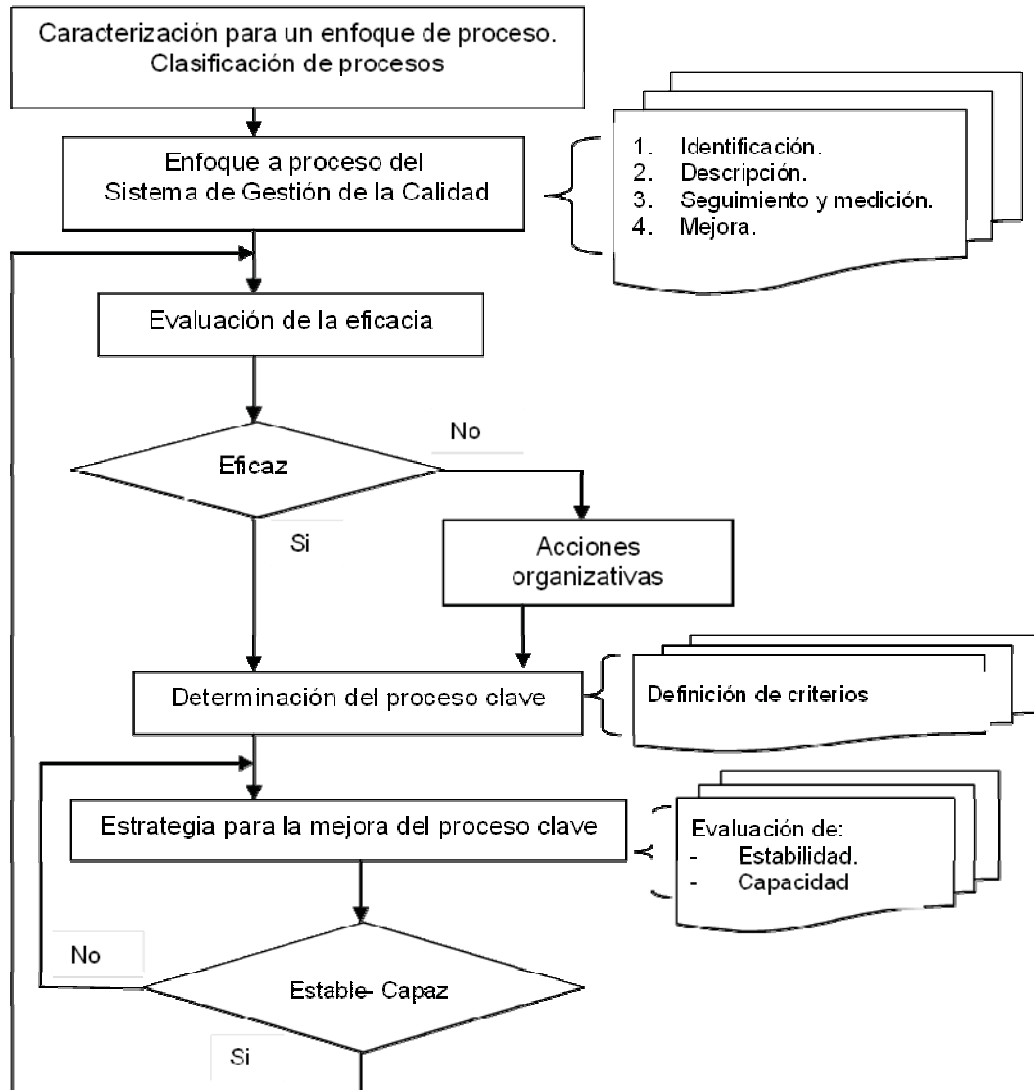 Caracterización para un enfoque de proceso.
Clasificación de procesos
Enfoque a proceso del
Sistema de Gestión de la Calidad
1. Identificación.
2. Descripción.
3. Seguimiento y medición.
4. Mejora.
Evaluación de la eficacia
Eficaz
No
Si
Acciones
organizativas
Determinación del proceso clave
Definición de criterios
Estrategia para la mejora del proceso clave
Evaluación de:
- Estabilidad.
- Capacidad
No
Estable- Capaz
Si